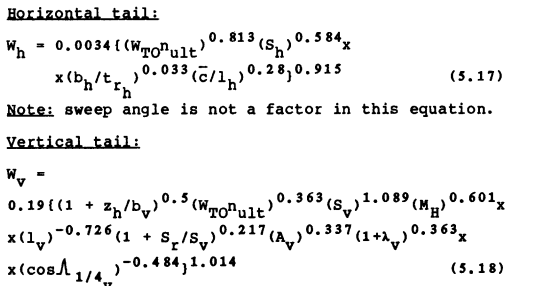 Horizontal tail:
W_h = 0.0034{(W_TO n_ult)^0.813 (S_h)^0.584 x
x(b_h/t_r_h)^0.033 (c̅/l_h)^0.28}^0.915 (5.17)
Note: sweep angle is not a factor in this equation.
Vertical tail:
W_v =
0.19{(1 + z_h/b_v)^0.5 (W_TO n_ult)^0.363 (S_v)^1.089 (M_H)^0.601 x
x(l_v)^-0.726 (1 + S_r/S_v)^0.217 (A_v)^0.337 (1+λ_v)^0.363 x
x(cosΛ_1/4_v)^-0.484}^1.014 (5.18)